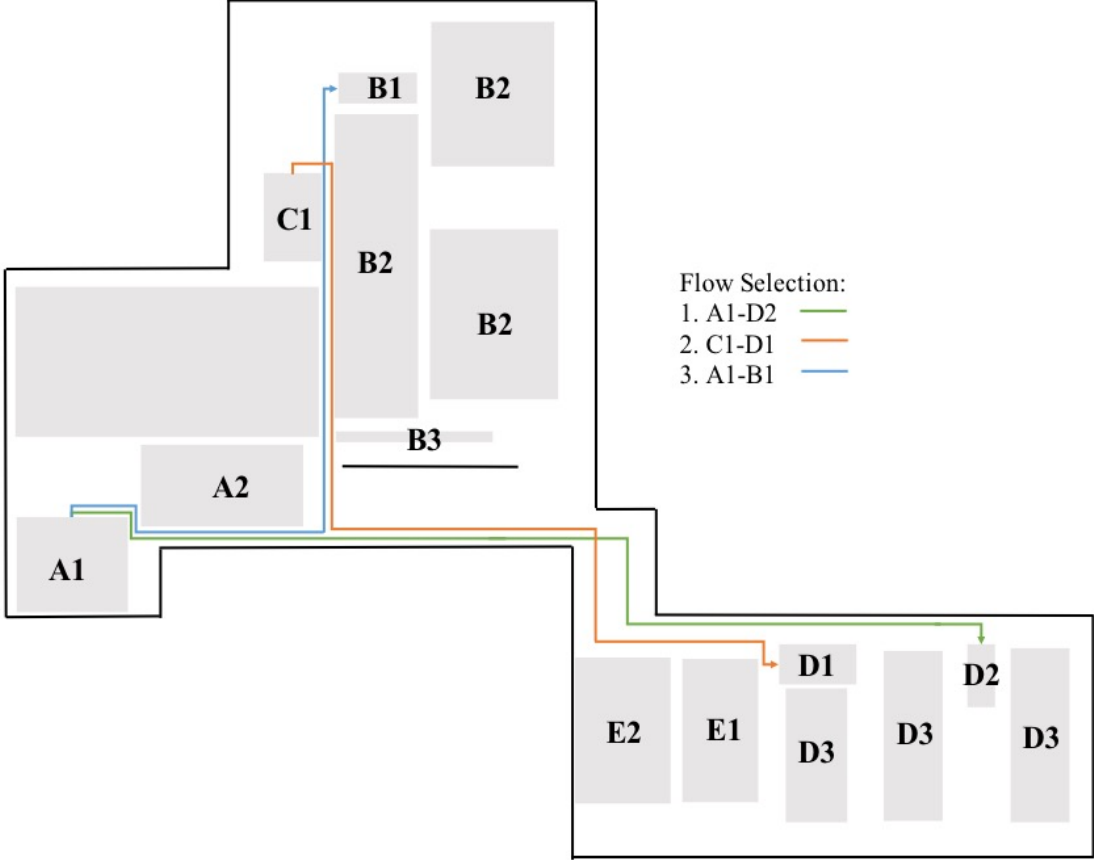 B1
B2
C1
B2
B2
Flow Selection:
1. A1-D2
2. C1-D1
3. A1-B1
B3
A2
A1
D1
D2
E2
E1
D3
D3
D3